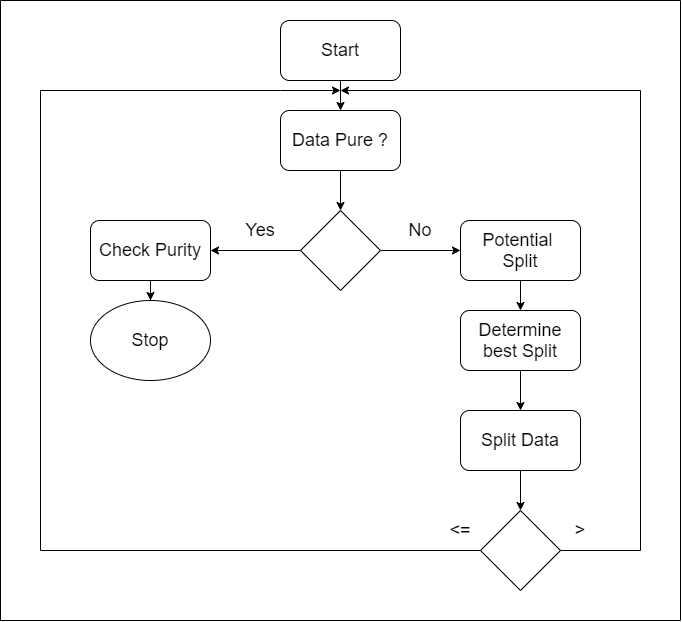 Start
Data Pure ?
Yes
No
Check Purity
Potential
Split
Stop
Determine
best Split
Split Data
<=
>